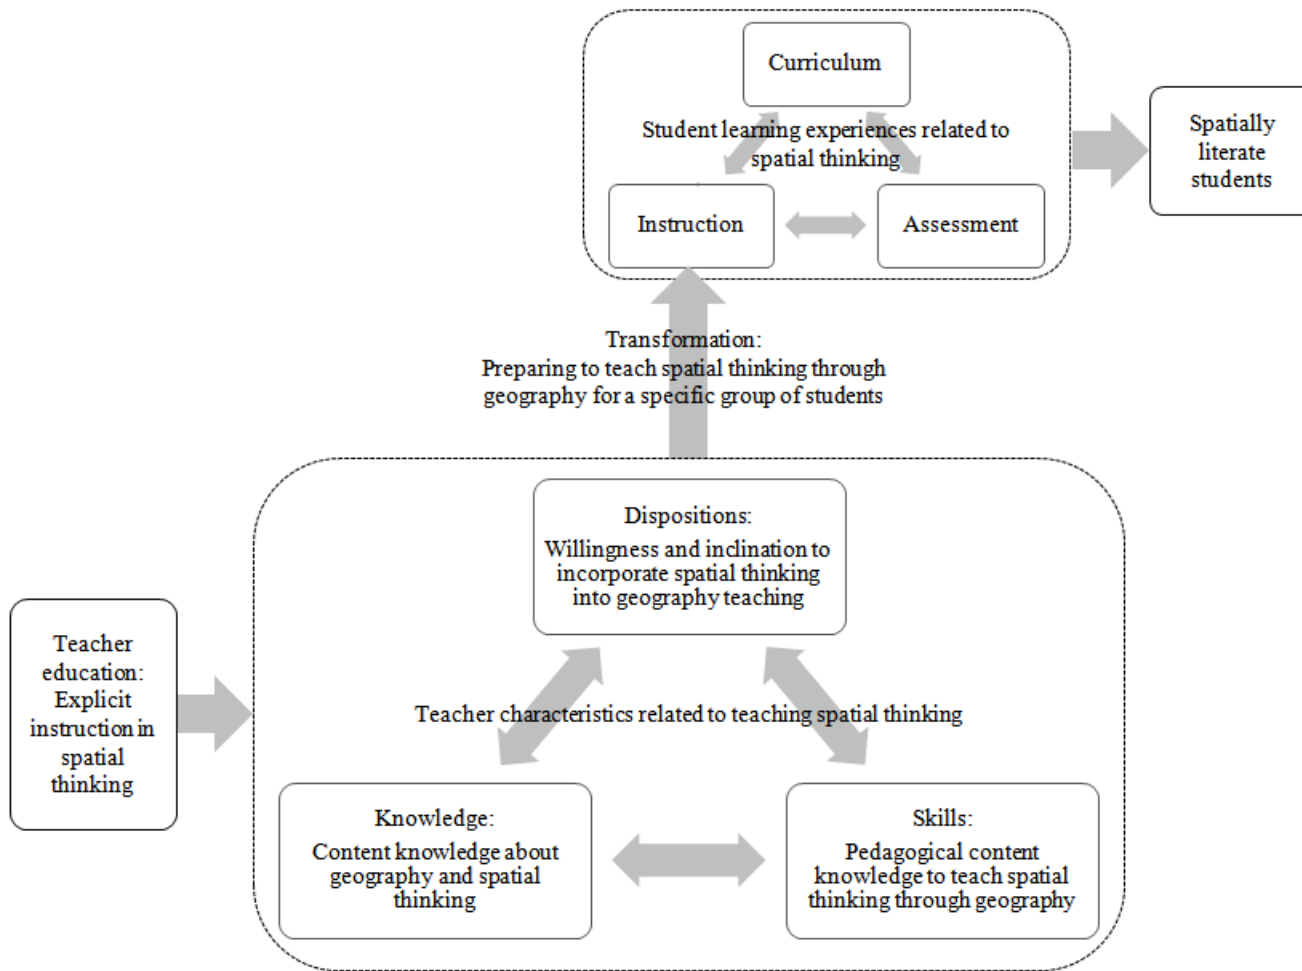 Curriculum
Student learning experiences related to
spatial thinking
Instruction
Assessment
Spatially
literate
students
Transformation:
Preparing to teach spatial thinking through
geography for a specific group of students
Dispositions:
Willingness and inclination to
incorporate spatial thinking
into geography teaching
Teacher
education:
Explicit
instruction in
spatial
thinking
Teacher characteristics related to teaching spatial thinking
Knowledge:
Content knowledge about
geography and spatial
thinking
Skills:
Pedagogical content
knowledge to teach spatial
thinking through geography